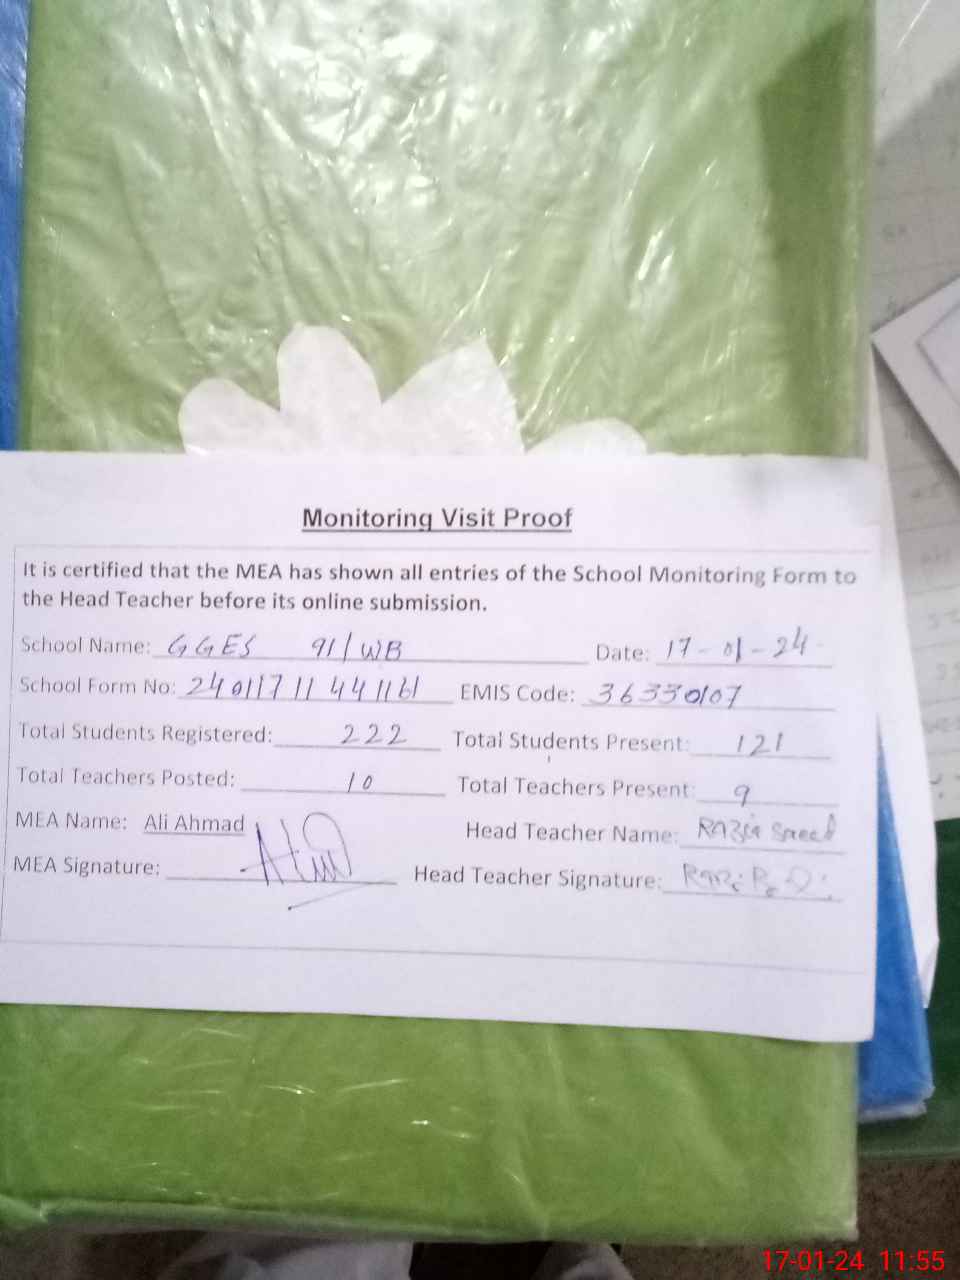 Monitoring Visit Proof
It is certified that the MEA has shown all entries of the School Monitoring Form to
the Head Teacher before its online submission.
School Name: GGES 91/WB Date: 17-01-24
School Form No: 240117 11 441161 EMIS Code: 36330107
Total Students Registered: 222 Total Students Present: 121
Total Teachers Posted: 10 Total Teachers Present: 9
MEA Name: Ali Ahmad Head Teacher Name: Razia Saeed
MEA Signature: Head Teacher Signature:
17-01-24 11:55